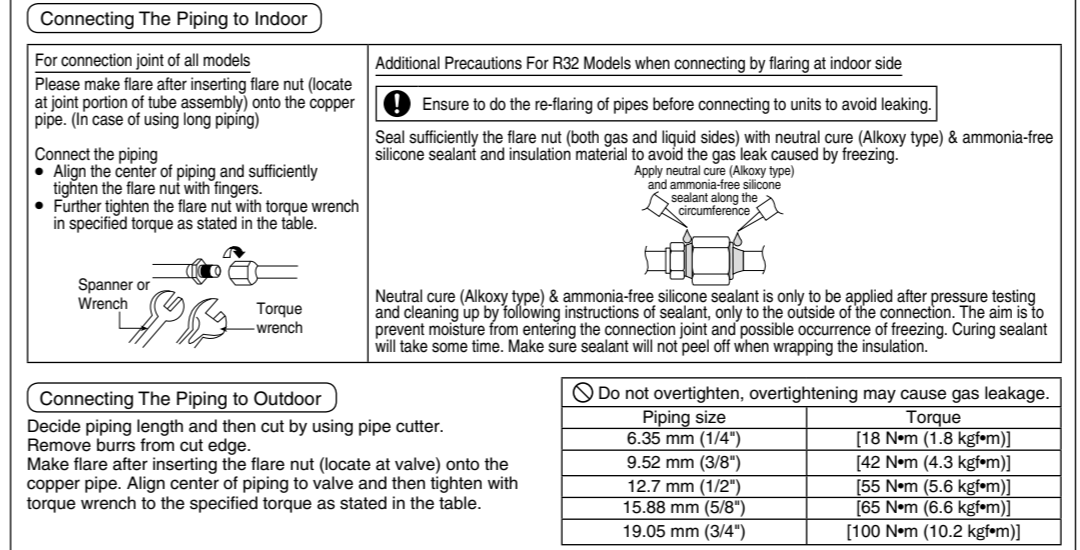 Connecting The Piping to Indoor
For connection joint of all models
Please make flare after inserting flare nut (locate
at joint portion of tube assembly) onto the copper
pipe. (In case of using long piping)
Connect the piping
● Align the center of piping and sufficiently
tighten the flare nut with fingers.
● Further tighten the flare nut with torque wrench
in specified torque as stated in the table.
Spanner or
Wrench
Torque
wrench
Additional Precautions For R32 Models when connecting by flaring at indoor side
Ensure to do the re-flaring of pipes before connecting to units to avoid leaking.
Seal sufficiently the flare nut (both gas and liquid sides) with neutral cure (Alkoxy type) & ammonia-free
silicone sealant and insulation material to avoid the gas leak caused by freezing.
Apply neutral cure (Alkoxy type)
and ammonia-free silicone
sealant along the
circumference
Neutral cure (Alkoxy type) & ammonia-free silicone sealant is only to be applied after pressure testing
and cleaning up by following instructions of sealant, only to the outside of the connection. The aim is to
prevent moisture from entering the connection joint and possible occurrence of freezing. Curing sealant
will take some time. Make sure sealant will not peel off when wrapping the insulation.
Connecting The Piping to Outdoor
Decide piping length and then cut by using pipe cutter.
Remove burrs from cut edge.
Make flare after inserting the flare nut (locate at valve) onto the
copper pipe. Align center of piping to valve and then tighten with
torque wrench to the specified torque as stated in the table.
Do not overtighten, overtightening may cause gas leakage.
Piping size Torque
6.35 mm (1/4") [18 N•m (1.8 kgf•m)]
9.52 mm (3/8") [42 N•m (4.3 kgf•m)]
12.7 mm (1/2") [55 N•m (5.6 kgf•m)]
15.88 mm (5/8") [65 N•m (6.6 kgf•m)]
19.05 mm (3/4") [100 N•m (10.2 kgf•m)]